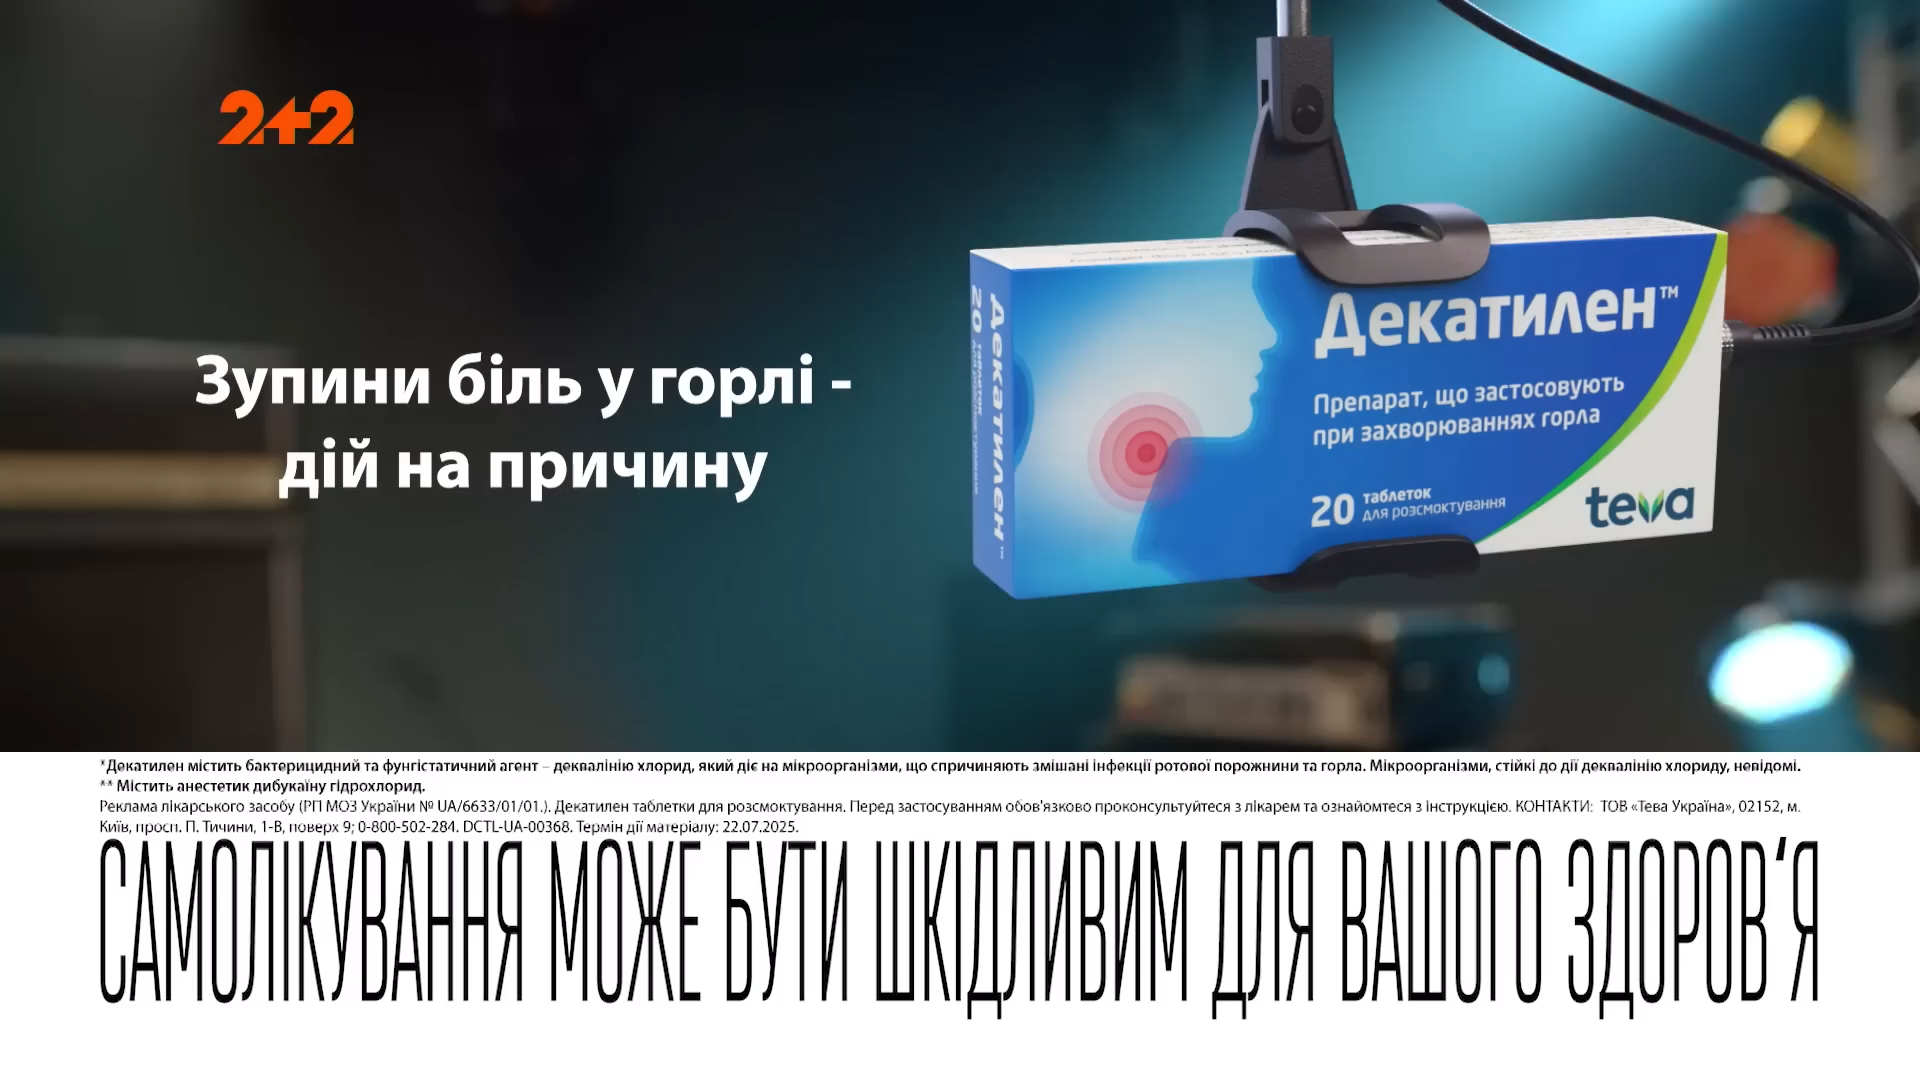 2+2
Зупини біль у горлі -
дій на причину
Декатилен™
20 таблеток
для розсмоктування
Декатилен™
Препарат, що застосовують
при захворюваннях горла
20 таблеток
для розсмоктування
teva
*Декатилен містить бактерицидний та фунгістатичний агент – деквалінію хлорид, який діє на мікроорганізми, що спричиняють змішані інфекції ротової порожнини та горла. Мікроорганізми, стійкі до дії деквалінію хлориду, невідомі.
** Містить анестетик дибукаїну гідрохлорид.
Реклама лікарського засобу (РП МОЗ України № UA/6633/01/01.). Декатилен таблетки для розсмоктування. Перед застосуванням обов'язково проконсультуйтеся з лікарем та ознайомтеся з інструкцією. КОНТАКТИ: ТОВ «Тева Україна», 02152, м.
Київ, просп. П. Тичини, 1-В, поверх 9; 0-800-502-284. DCTL-UA-00368. Термін дії матеріалу: 22.07.2025.
САМОЛІКУВАННЯ МОЖЕ БУТИ ШКІДЛИВИМ ДЛЯ ВАШОГО ЗДОРОВ‘Я